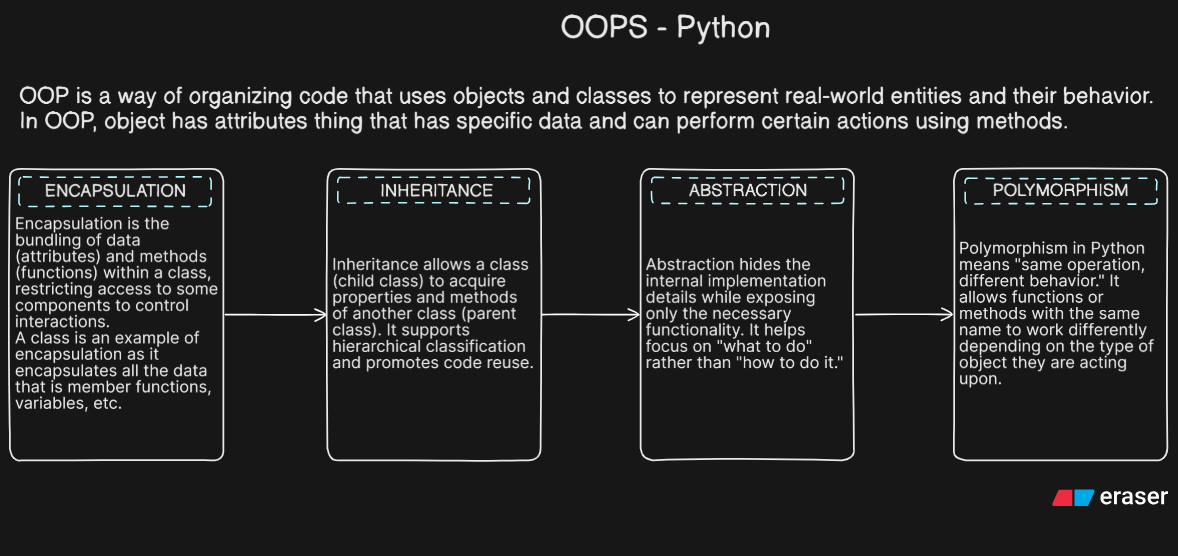 OOPS - Python
OOP is a way of organizing code that uses objects and classes to represent real-world entities and their behavior.
In OOP, object has attributes thing that has specific data and can perform certain actions using methods.
ENCAPSULATION
Encapsulation is the
bundling of data
(attributes) and methods
(functions) within a class,
restricting access to some
components to control
interactions.
A class is an example of
encapsulation as it
encapsulates all the data
that is member functions,
variables, etc.
INHERITANCE
Inheritance allows a class
(child class) to acquire
properties and methods
of another class (parent
class). It supports
hierarchical classification
and promotes code reuse.
ABSTRACTION
Abstraction hides the
internal implementation
details while exposing
only the necessary
functionality. It helps
focus on "what to do"
rather than "how to do it."
POLYMORPHISM
Polymorphism in Python
means "same operation,
different behavior." It
allows functions or
methods with the same
name to work differently
depending on the type of
object they are acting
upon.
eraser